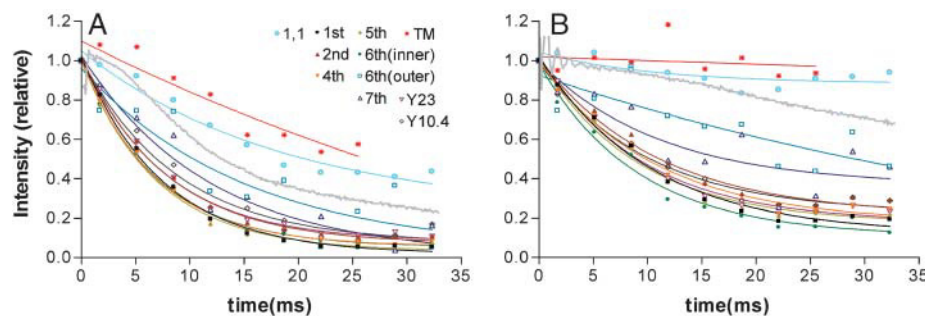 A
B
Intensity (relative)
1.2
1.0
0.8
0.6
0.4
0.2
0.0
0 5 10 15 20 25 30 35
time(ms)
1,1 1st 5th TM
2nd 6th(inner)
4th 6th(outer)
7th Y23
Y10.4
1.2
1.0
0.8
0.6
0.4
0.2
0.0
0 5 10 15 20 25 30 35
time(ms)